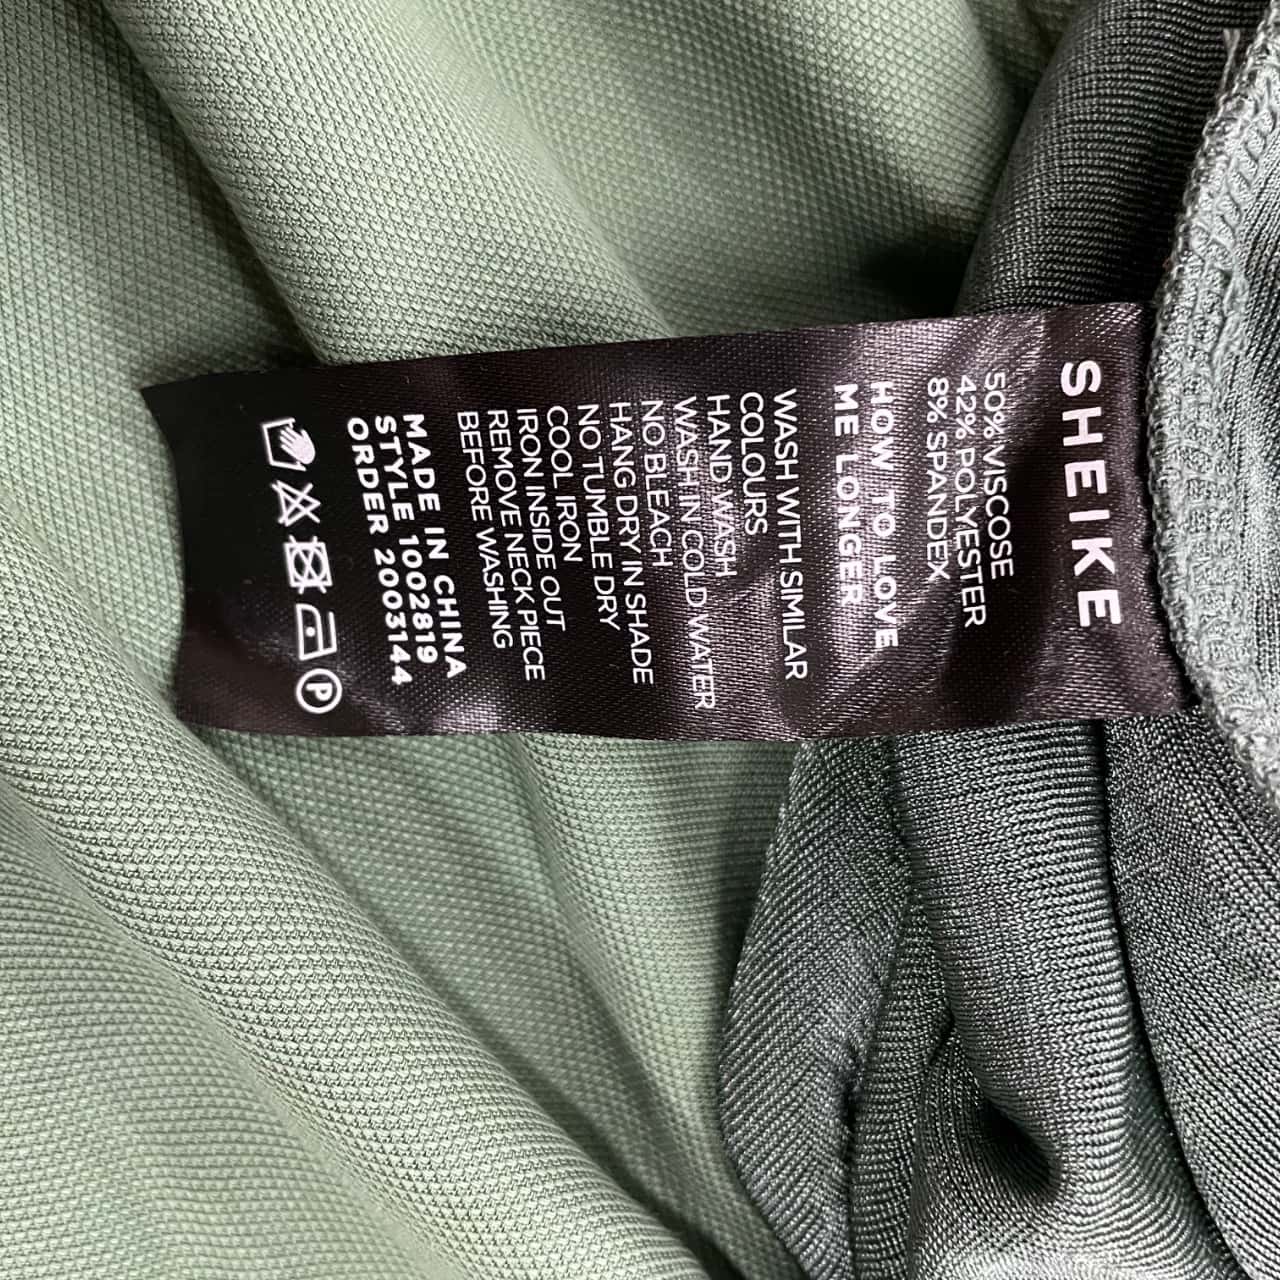 SHEIKE
50% VISCOSE
42% POLYESTER
8% SPANDEX
HOW TO LOVE
ME LONGER
WASH WITH SIMILAR
COLOURS
HAND WASH
WASH IN COLD WATER
NO BLEACH
HANG DRY IN SHADE
NO TUMBLE DRY
COOL IRON
IRON INSIDE OUT
REMOVE NECK PIECE
BEFORE WASHING
MADE IN CHINA
STYLE 1002819
ORDER 2003144
P